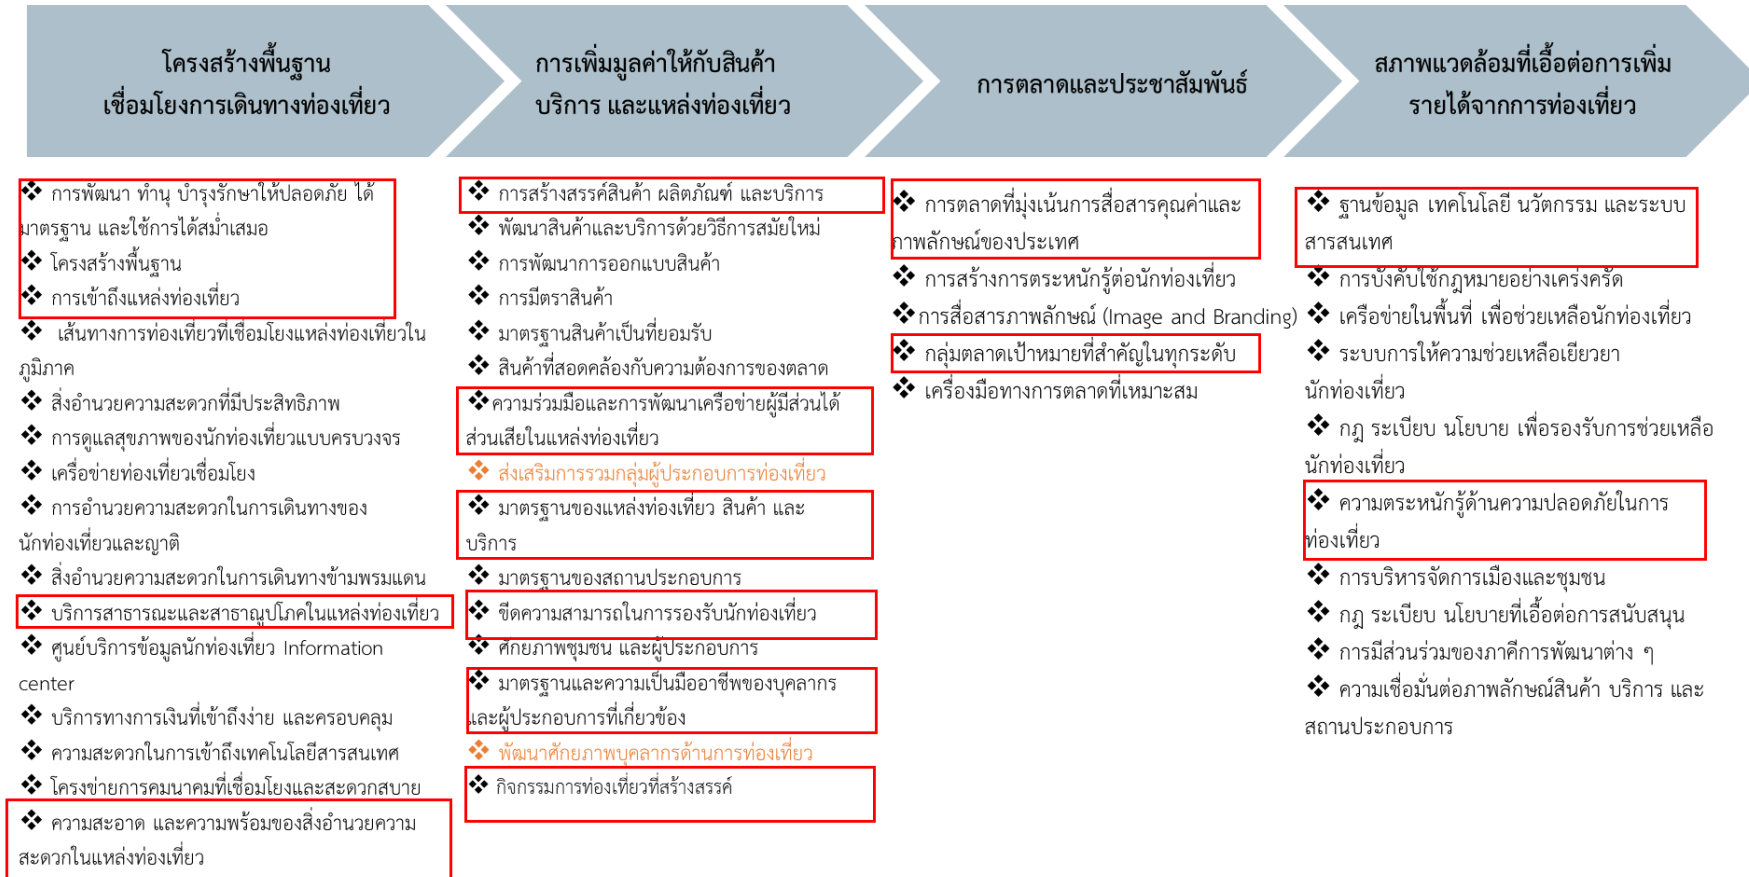 โครงสร้างพื้นฐาน
เชื่อมโยงการเดินทางท่องเที่ยว
การเพิ่มมูลค่าให้กับสินค้า
บริการ และแหล่งท่องเที่ยว
การตลาดและประชาสัมพันธ์
สภาพแวดล้อมที่เอื้อต่อการเพิ่ม
รายได้จากการท่องเที่ยว
❖ การพัฒนา ทำนุ บำรุงรักษาให้ปลอดภัย ได้
มาตรฐาน และใช้การได้สม่ำเสมอ
❖ โครงสร้างพื้นฐาน
❖ การเข้าถึงแหล่งท่องเที่ยว
❖ เส้นทางการท่องเที่ยวที่เชื่อมโยงแหล่งท่องเที่ยวใน
ภูมิภาค
❖ สิ่งอำนวยความสะดวกที่มีประสิทธิภาพ
❖ การดูแลสุขภาพของนักท่องเที่ยวแบบครบวงจร
❖ เครื่อข่ายท่องเที่ยวเชื่อมโยง
❖ การอำนวยความสะดวกในการเดินทางของ
นักท่องเที่ยวและญาติ
❖ สิ่งอำนวยความสะดวกในการเดินทางข้ามพรมแดน
❖ บริการสาธารณะและสาธาณูปโภคในแหล่งท่องเที่ยว
❖ ศูนย์บริการข้อมูลนักท่องเที่ยว Information
center
❖ บริการทางการเงินที่เข้าถึงง่าย และครอบคลุม
❖ ความสะดวกในการเข้าถึงเทคโนโลยีสารสนเทศ
❖ โครงข่ายการคมนาคมที่เชื่อมโยงและสะดวกสบาย
❖ ความสะอาด และความพร้อมของสิ่งอำนวยความ
สะดวกในแหล่งท่องเที่ยว
❖ การสร้างสรรค์สินค้า ผลิตภัณฑ์ และบริการ
❖ พัฒนาสินค้าและบริการด้วยวิธีการสมัยใหม่
❖ การพัฒนาการออกแบบสินค้า
❖ การมีตราสินค้า
❖ มาตรฐานสินค้าเป็นที่ยอมรับ
❖ สินค้าที่สอดคล้องกับความต้องการของตลาด
❖ความร่วมมือและการพัฒนาเครือข่ายผู้มีส่วนได้
ส่วนเสียในแหล่งท่องเที่ยว
❖ ส่งเสริมการรวมกลุ่มผู้ประกอบการท่องเที่ยว
❖ มาตรฐานของแหล่งท่องเที่ยว สินค้า และ
บริการ
❖ มาตรฐานของสถานประกอบการ
❖ ขีดความสามารถในการรองรับนักท่องเที่ยว
❖ ศักยภาพชุมชน และผู้ประกอบการ
❖ มาตรฐานและความเป็นมืออาชีพของบุคลากร
และผู้ประกอบการที่เกี่ยวข้อง
❖ พัฒนาศักยภาพบุคลากรด้านการท่องเที่ยว
❖ กิจกรรมการท่องเที่ยวที่สร้างสรรค์
❖ การตลาดที่มุ่งเน้นการสื่อสารคุณค่าและ
ภาพลักษณ์ของประเทศ
❖ การสร้างการตระหนักรู้ต่อนักท่องเที่ยว
❖การสื่อสารภาพลักษณ์ (Image and Branding)
❖ กลุ่มตลาดเป้าหมายที่สำคัญในทุกระดับ
❖ เครื่องมือทางการตลาดที่เหมาะสม
❖ ฐานข้อมูล เทคโนโลยี นวัตกรรม และระบบ
สารสนเทศ
❖ การบังคับใช้กฎหมายอย่างเคร่งครัด
❖ เครือข่ายในพื้นที่ เพื่อช่วยเหลือนักท่องเที่ยว
❖ ระบบการให้ความช่วยเหลือเยียวยา
นักท่องเที่ยว
❖ กฎ ระเบียบ นโยบาย เพื่อรองรับการช่วยเหลือ
นักท่องเที่ยว
❖ ความตระหนักรู้ด้านความปลอดภัยในการ
ท่องเที่ยว
❖ การบริหารจัดการเมืองและชุมชน
❖ กฎ ระเบียบ นโยบายที่เอื้อต่อการสนับสนุน
❖ การมีส่วนร่วมของภาคีการพัฒนาต่าง ๆ
❖ ความเชื่อมั่นต่อภาพลักษณ์สินค้า บริการ และ
สถานประกอบการ